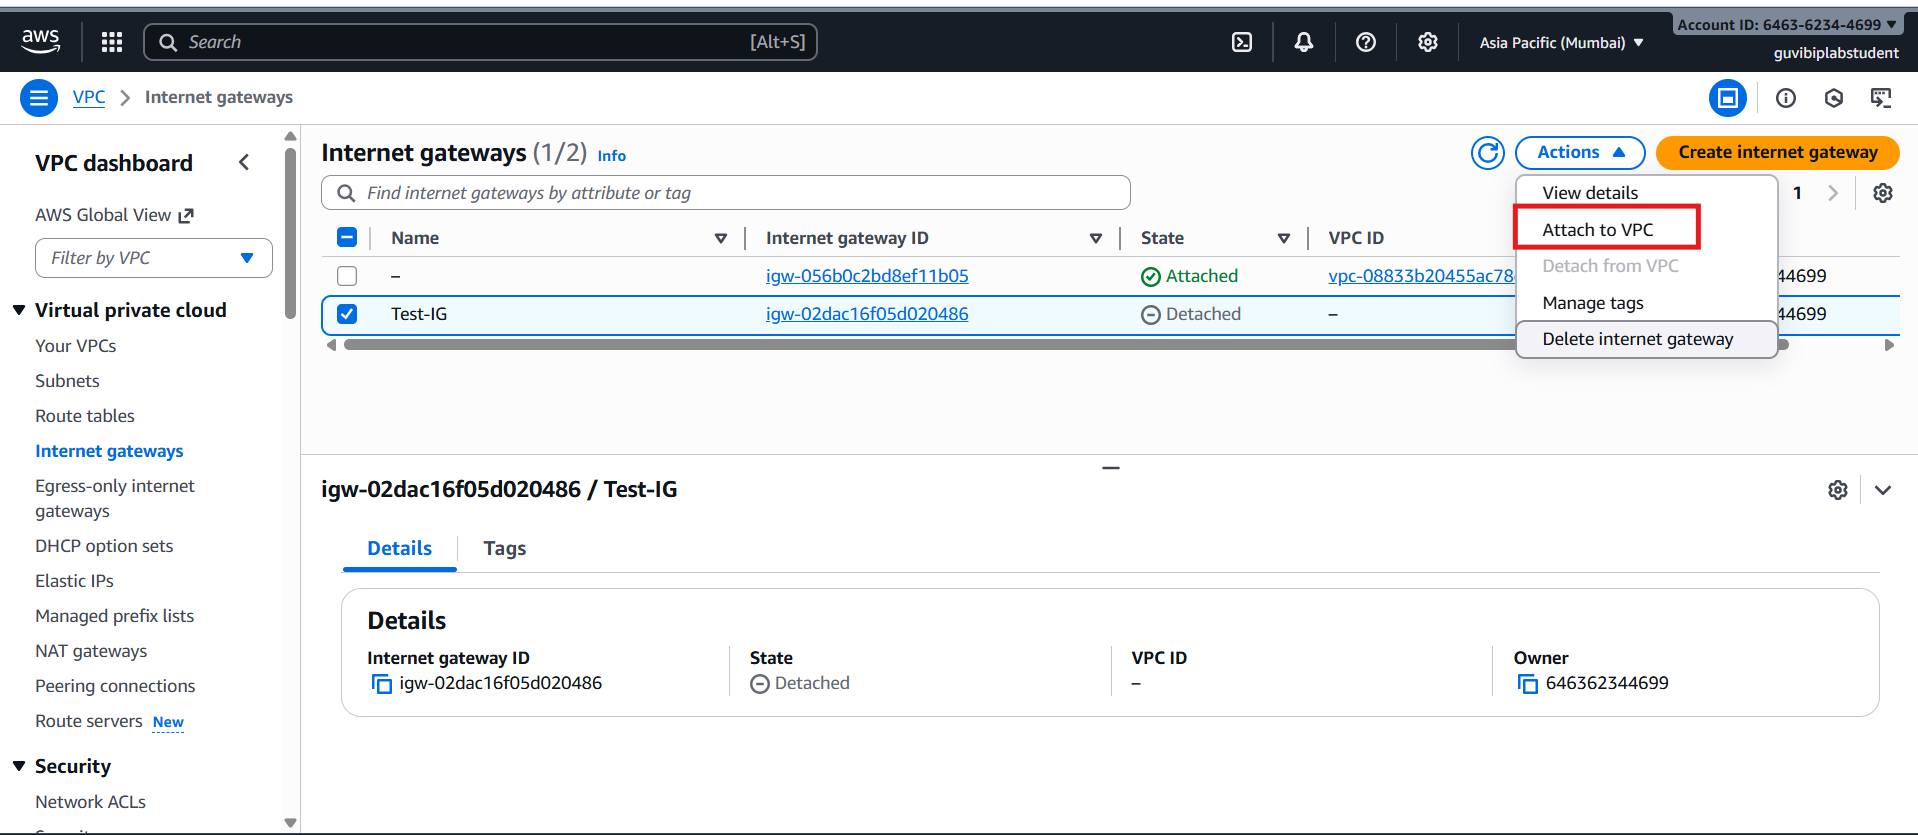 aws
Search
[Alt+S]
Asia Pacific (Mumbai)
Account ID: 6463-6234-4699
guvibiplabstudent
VPC
Internet gateways
VPC dashboard
AWS Global View
Filter by VPC
Virtual private cloud
Your VPCs
Subnets
Route tables
Internet gateways
Egress-only internet
gateways
DHCP option sets
Elastic IPs
Managed prefix lists
NAT gateways
Peering connections
Route servers New
Security
Network ACLs
Internet gateways (1/2) Info
Actions
Create internet gateway
Find internet gateways by attribute or tag
1
View details
Attach to VPC
Detach from VPC
Manage tags
Delete internet gateway
Name Internet gateway ID State VPC ID
– igw-056b0c2bd8ef11b05 Attached vpc-08833b20455ac78 44699
Test-IG igw-02dac16f05d020486 Detached – 44699
igw-02dac16f05d020486 / Test-IG
Details Tags
Details
Internet gateway ID State VPC ID Owner
igw-02dac16f05d020486 Detached – 646362344699